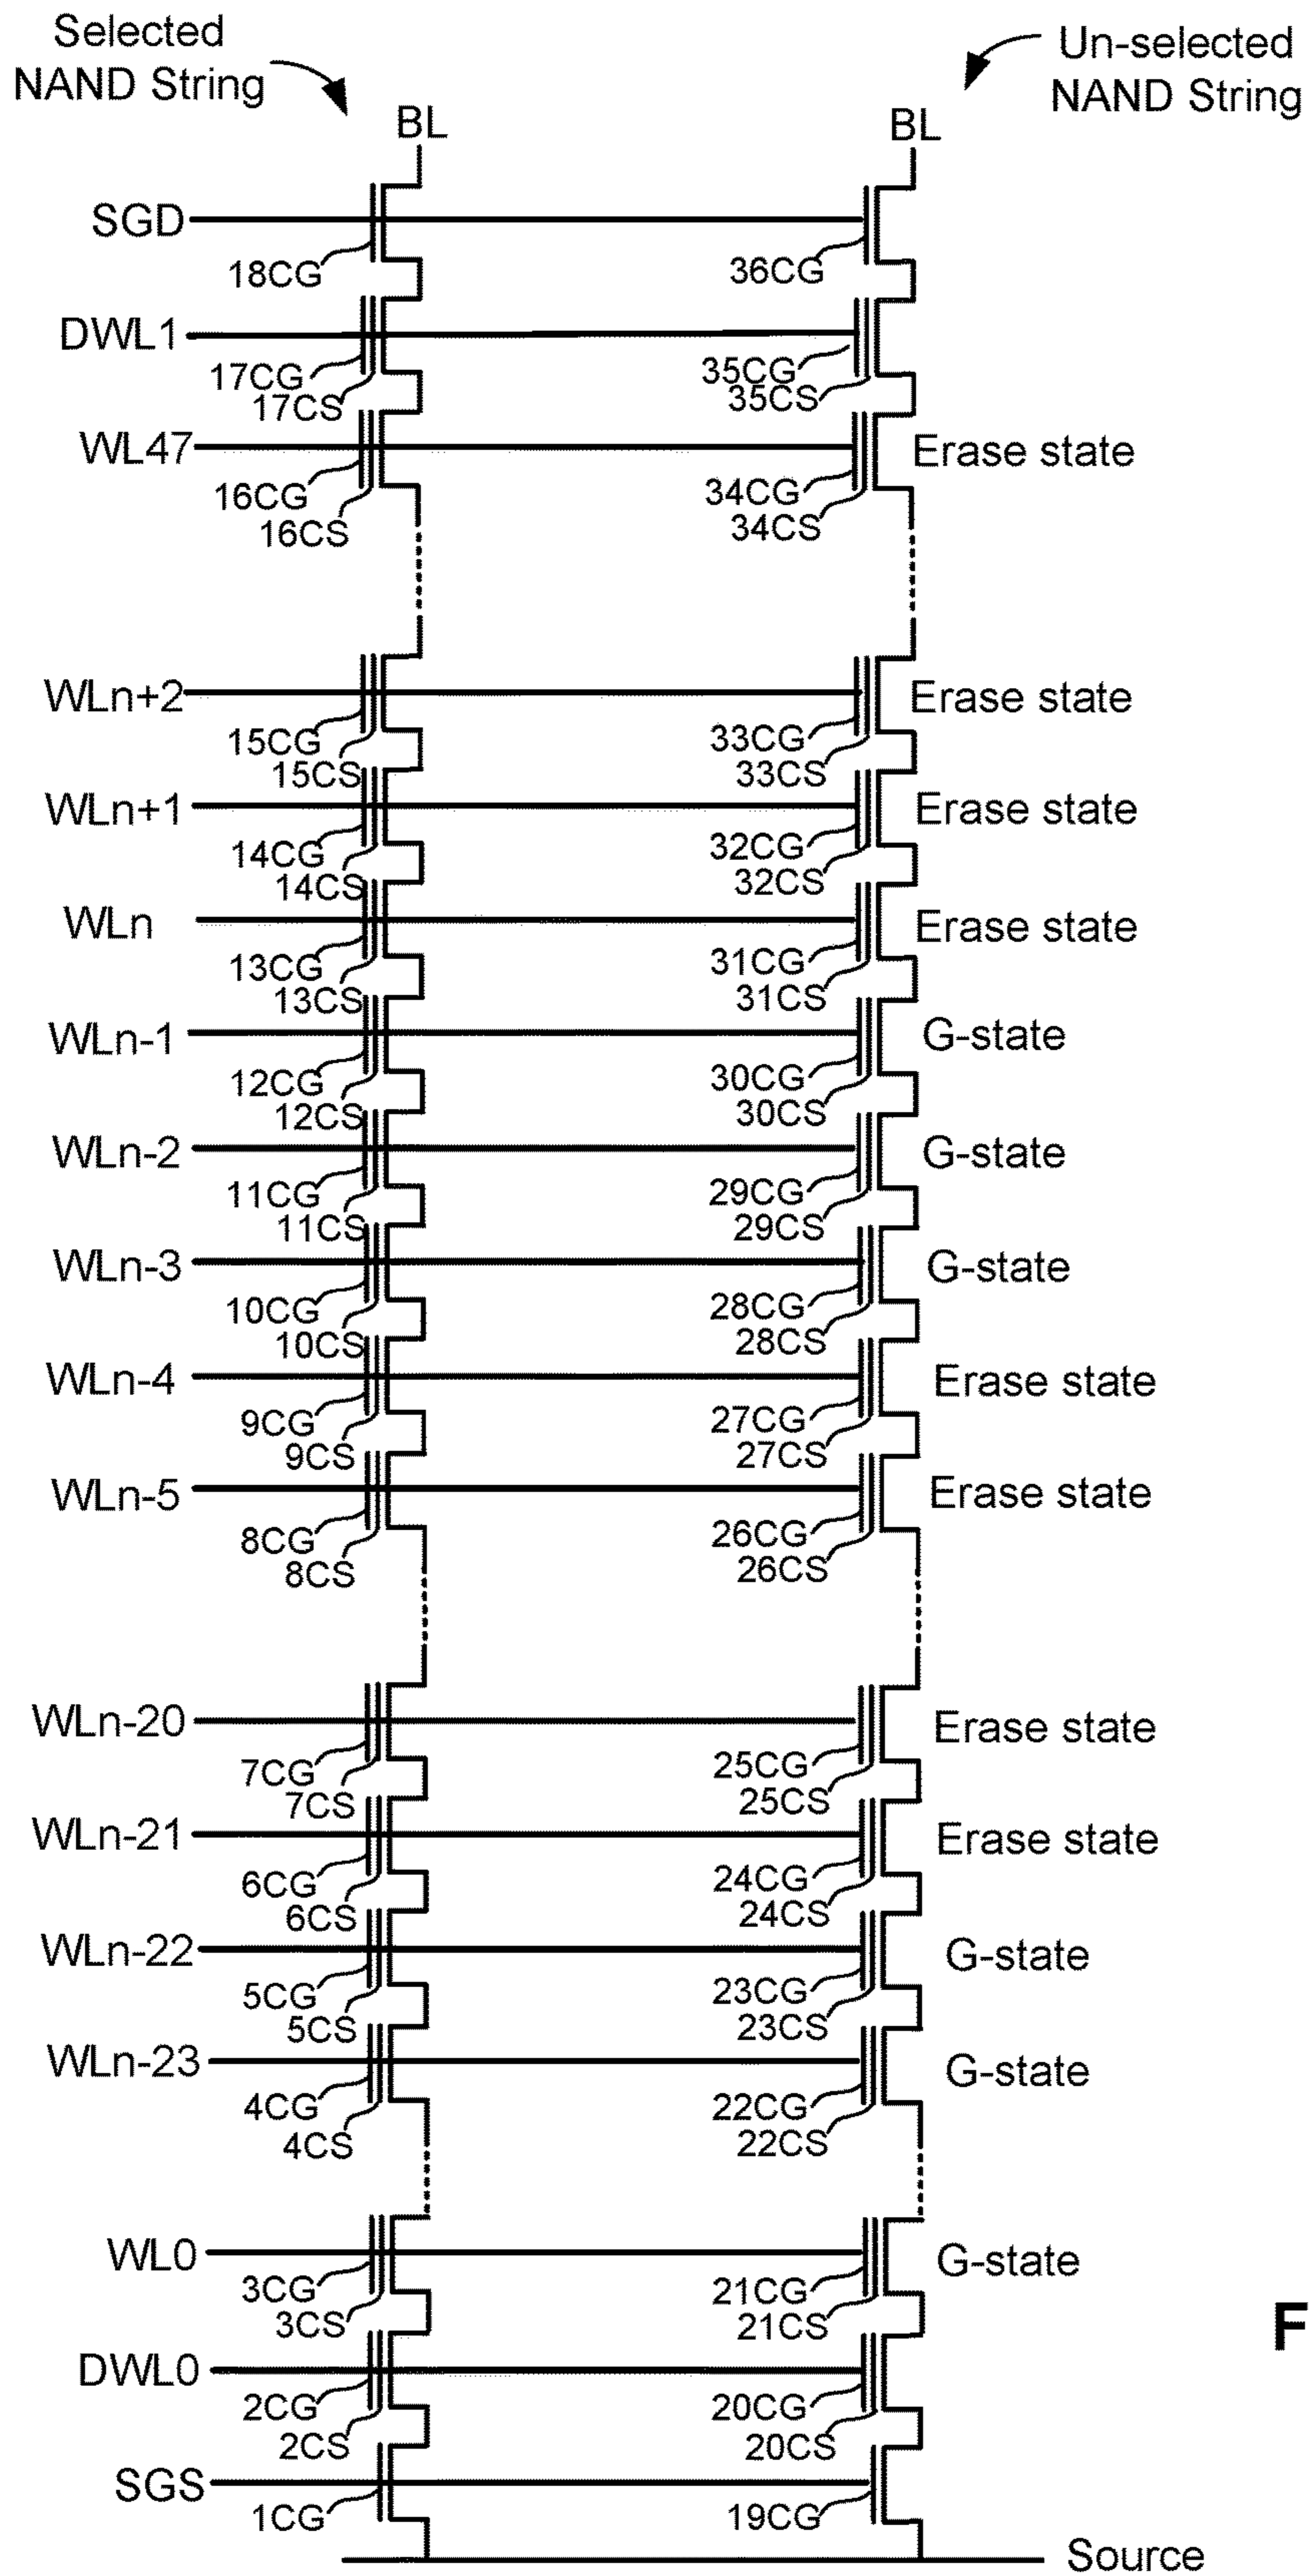 Selected
NAND String
Un-selected
NAND String
BL
BL
SGD
18CG
36CG
DWL1
17CG
17CS
35CG
35CS
WL47
16CG
16CS
34CG
34CS
Erase state
WLn+2
15CG
15CS
33CG
33CS
Erase state
WLn+1
14CG
14CS
32CG
32CS
Erase state
WLn
13CG
13CS
31CG
31CS
Erase state
WLn-1
12CG
12CS
30CG
30CS
G-state
WLn-2
11CG
11CS
29CG
29CS
G-state
WLn-3
10CG
10CS
28CG
28CS
G-state
WLn-4
9CG
9CS
27CG
27CS
Erase state
WLn-5
8CG
8CS
26CG
26CS
Erase state
WLn-20
7CG
7CS
25CG
25CS
Erase state
WLn-21
6CG
6CS
24CG
24CS
Erase state
WLn-22
5CG
5CS
23CG
23CS
G-state
WLn-23
4CG
4CS
22CG
22CS
G-state
WL0
3CG
3CS
21CG
21CS
G-state
F
DWL0
2CG
2CS
20CG
20CS
SGS
1CG
19CG
Source